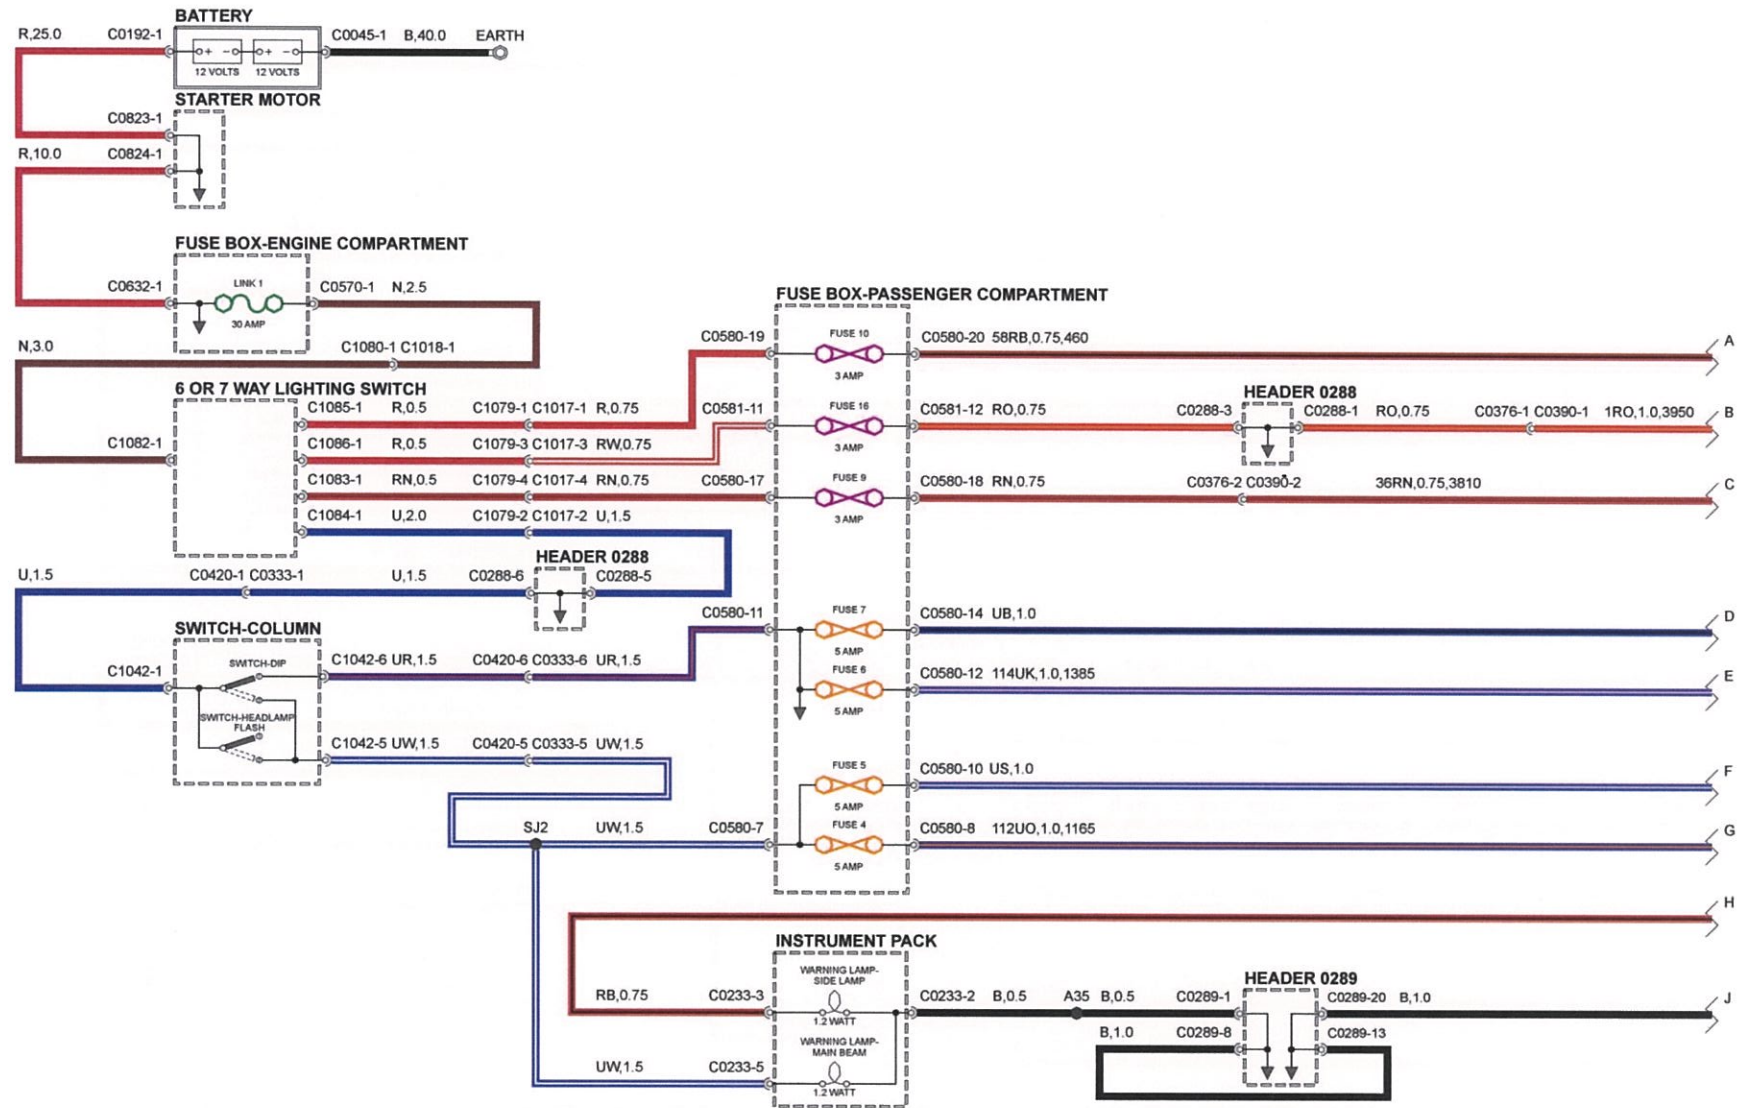 BATTERY
R,25.0 C0192-1 C0045-1 B,40.0 EARTH
+ - + -
12 VOLTS 12 VOLTS
STARTER MOTOR
C0823-1
R,10.0 C0824-1
FUSE BOX-ENGINE COMPARTMENT
C0632-1 LINK 1 C0570-1 N,2.5
30 AMP
N,3.0 C1080-1 C1018-1
6 OR 7 WAY LIGHTING SWITCH
C1085-1 R,0.5 C1079-1 C1017-1 R,0.75
C1082-1 C1086-1 R,0.5 C1079-3 C1017-3 RW,0.75
C1083-1 RN,0.5 C1079-4 C1017-4 RN,0.75
C1084-1 U,2.0 C1079-2 C1017-2 U,1.5
HEADER 0288
U,1.5 C0420-1 C0333-1 U,1.5 C0288-6 C0288-5
SWITCH-COLUMN
C1042-1 SWITCH-DIP C1042-6 UR,1.5 C0420-6 C0333-6 UR,1.5
SWITCH-HEADLAMP
FLASH
C1042-5 UW,1.5 C0420-5 C0333-5 UW,1.5
SJ2 UW,1.5
FUSE BOX-PASSENGER COMPARTMENT
C0580-19 FUSE 10 C0580-20 58RB,0.75,460 A
3 AMP
HEADER 0288
C0581-11 FUSE 16 C0581-12 RO,0.75 C0288-3 C0288-1 RO,0.75 C0376-1 C0390-1 1RO,1.0,3950 B
3 AMP
C0580-17 FUSE 9 C0580-18 RN,0.75 C0376-2 C0390-2 36RN,0.75,3810 C
3 AMP
C0580-11 FUSE 7 C0580-14 UB,1.0 D
5 AMP
FUSE 6 C0580-12 114UK,1.0,1385 E
5 AMP
FUSE 5 C0580-10 US,1.0 F
5 AMP
C0580-7 FUSE 4 C0580-8 112UO,1.0,1165 G
5 AMP
H
INSTRUMENT PACK
WARNING LAMP-
SIDE LAMP
HEADER 0289
RB,0.75 C0233-3 C0233-2 B,0.5 A35 B,0.5 C0289-1 C0289-20 B,1.0 J
1.2 WATT
B,1.0 C0289-8 C0289-13
WARNING LAMP-
MAIN BEAM
UW,1.5 C0233-5
1.2 WATT